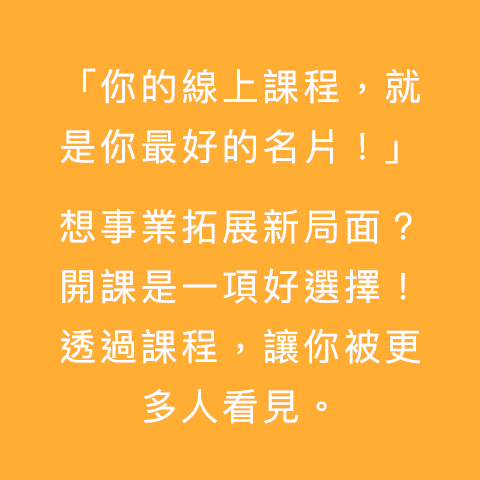 「你的線上課程，就
是你最好的名片！」
想事業拓展新局面？
開課是一項好選擇！
透過課程，讓你被更
多人看見。